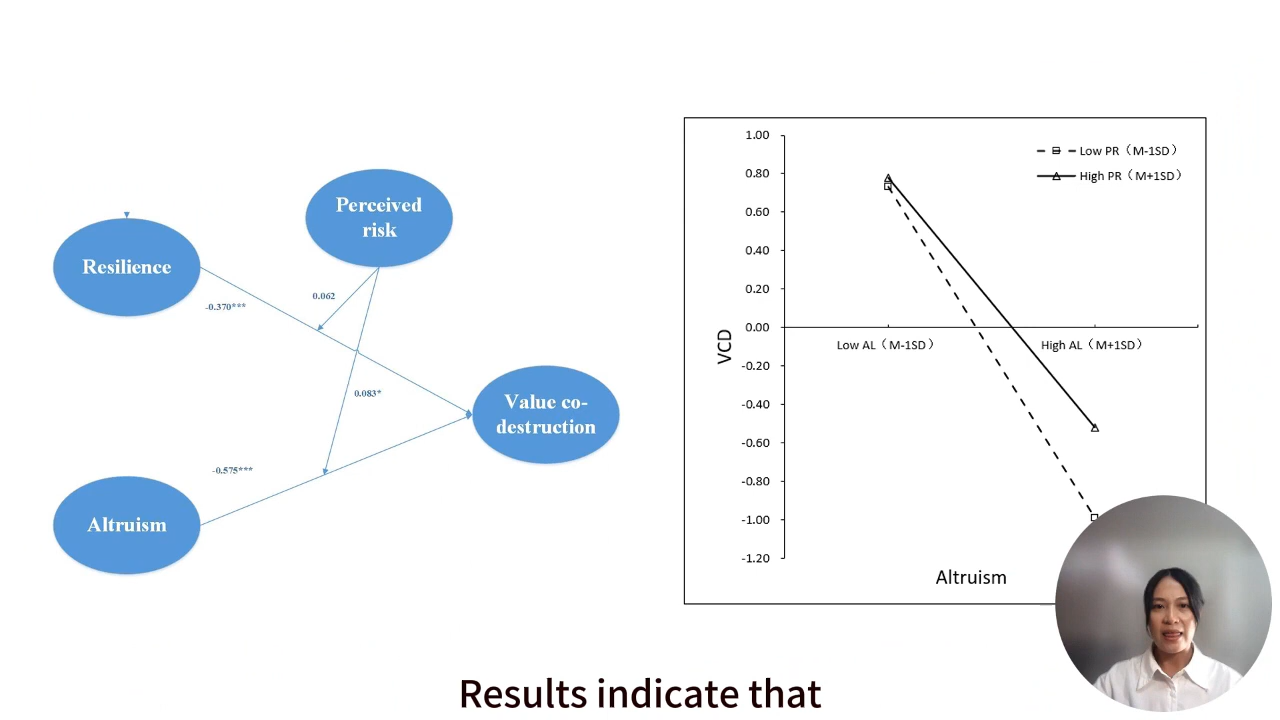 Perceived
risk
Resilience
0.062
-0.370***
0.083*
Value co-
destruction
-0.575***
Altruism
1.00
0.80
0.60
0.40
0.20
0.00
-0.20
-0.40
-0.60
-0.80
-1.00
-1.20
VCD
Low PR（M-1SD）
High PR（M+1SD）
Low AL（M-1SD）
High AL（M+1SD）
Altruism
Results indicate that